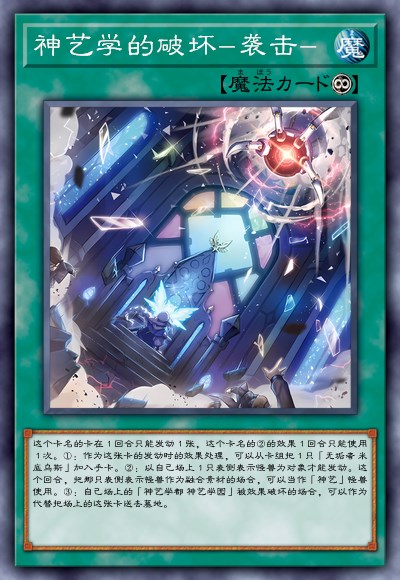 神艺学的破坏-袭击-
魔
【魔法カード】
まほう
这个卡名的卡在1回合只能发动1张，这个卡名的②的效果1回合只能使用
1次。①：作为这张卡的发动时的效果处理，可以从卡组把1只「无垢者 米
底乌斯」加入手卡。②：以自己场上1只表侧表示怪兽为对象才能发动。这
个回合，把那只表侧表示怪兽作为融合素材的场合，可以当作「神艺」怪兽
使用。③：自己场上的「神艺学都 神艺学园」被效果破坏的场合，可以作为
代替把场上的这张卡送去墓地。